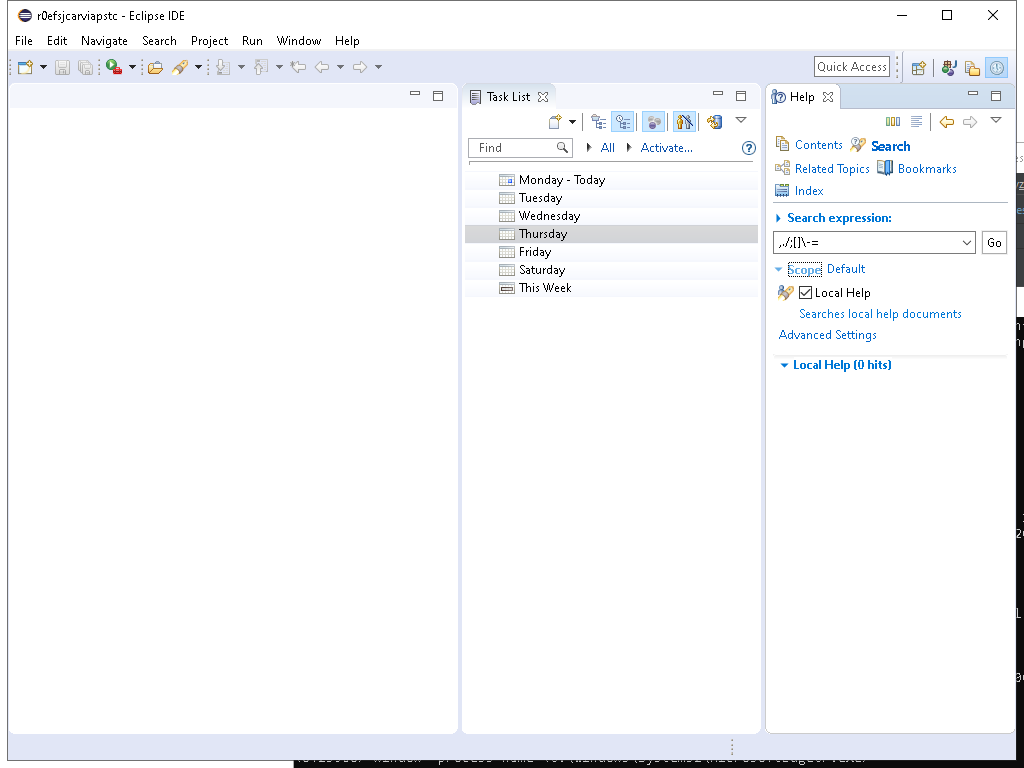 r0efsjcarviapstc - Eclipse IDE
File Edit Navigate Search Project Run Window Help
Quick Access
Task List
Help
Contents Search
Find All Activate...
Related Topics Bookmarks
Index
Monday - Today
Tuesday
Wednesday
Thursday
Friday
Saturday
This Week
Search expression:
,./;[]\-= Go
Scope Default
Local Help
Searches local help documents
Advanced Settings
Local Help (0 hits)